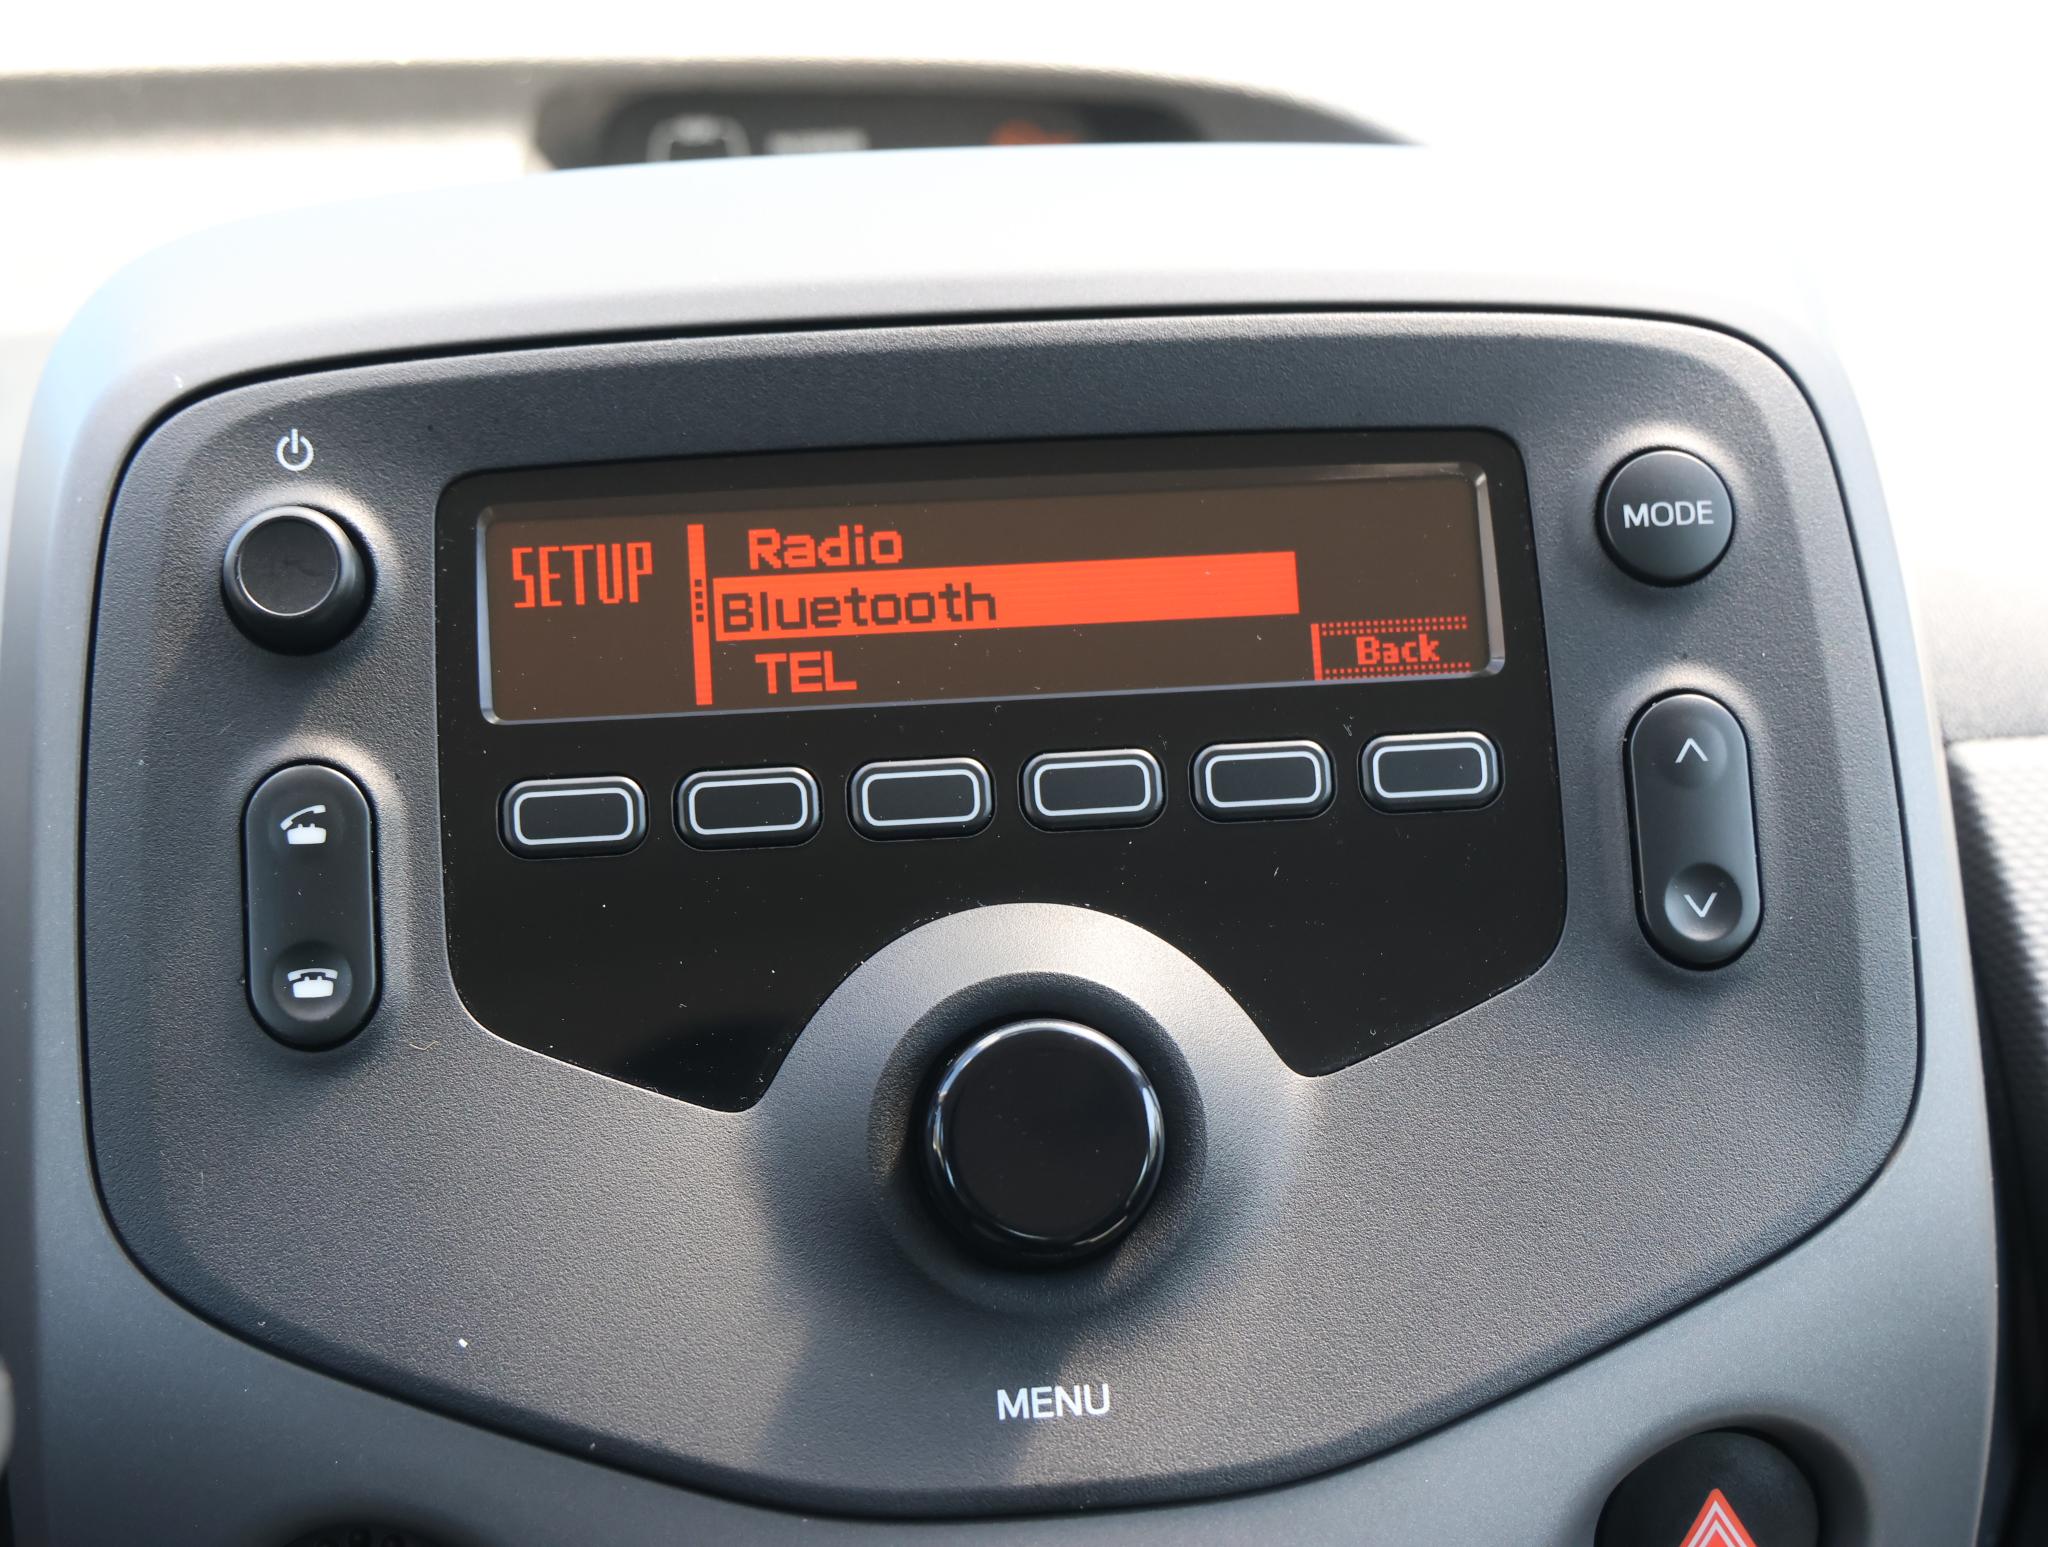 SETUP
Radio
Bluetooth
TEL
Back
MODE
MENU